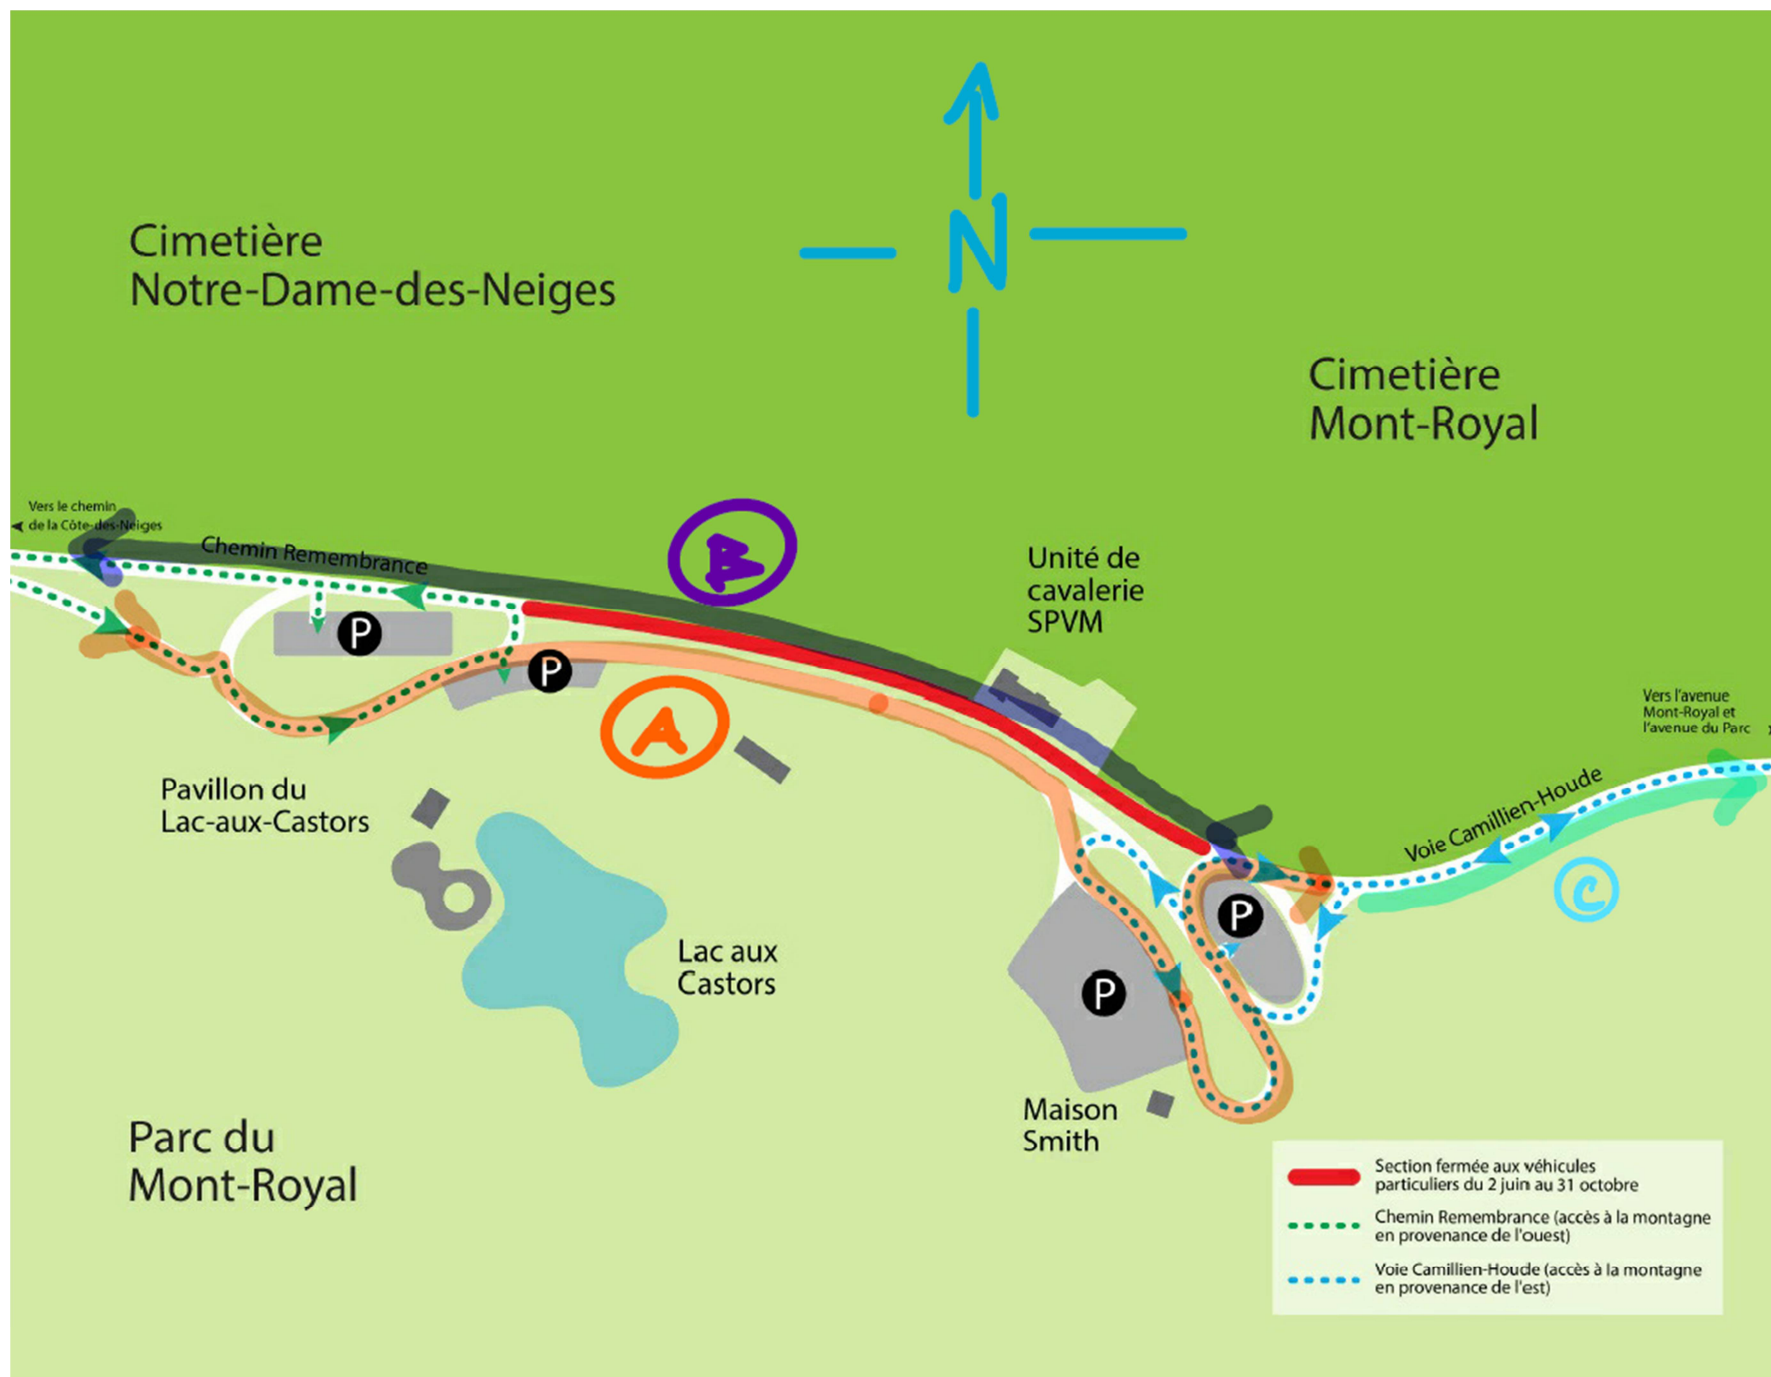 N
Cimetière
Notre-Dame-des-Neiges
Cimetière
Mont-Royal
Vers le chemin
de la Côte-des-Neiges
Chemin Remembrance
B
Unité de
cavalerie
SPVM
P
P
A
Vers l'avenue
Mont-Royal et
l'avenue du Parc
Voie Camillien-Houde
C
Pavillon du
Lac-aux-Castors
P
Lac aux
Castors
P
Maison
Smith
Parc du
Mont-Royal
Section fermée aux véhicules
particuliers du 2 juin au 31 octobre
Chemin Remembrance (accès à la montagne
en provenance de l'ouest)
Voie Camillien-Houde (accès à la montagne
en provenance de l'est)